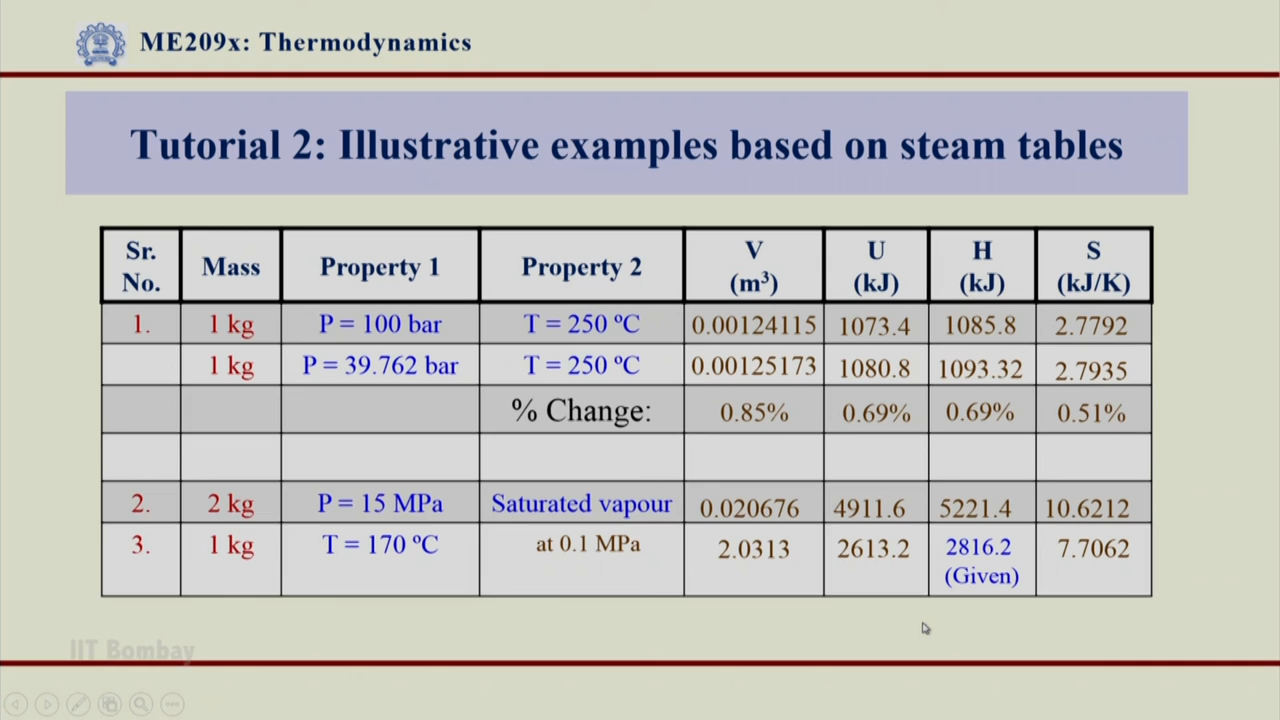 ME209x: Thermodynamics
Tutorial 2: Illustrative examples based on steam tables
Sr. No. Mass Property 1 Property 2 V (m³) U (kJ) H (kJ) S (kJ/K)
1. 1 kg P = 100 bar T = 250 ºC 0.00124115 1073.4 1085.8 2.7792
1 kg P = 39.762 bar T = 250 ºC 0.00125173 1080.8 1093.32 2.7935
% Change: 0.85% 0.69% 0.69% 0.51%
2. 2 kg P = 15 MPa Saturated vapour 0.020676 4911.6 5221.4 10.6212
3. 1 kg T = 170 ºC at 0.1 MPa 2.0313 2613.2 2816.2 (Given) 7.7062
IIT Bombay